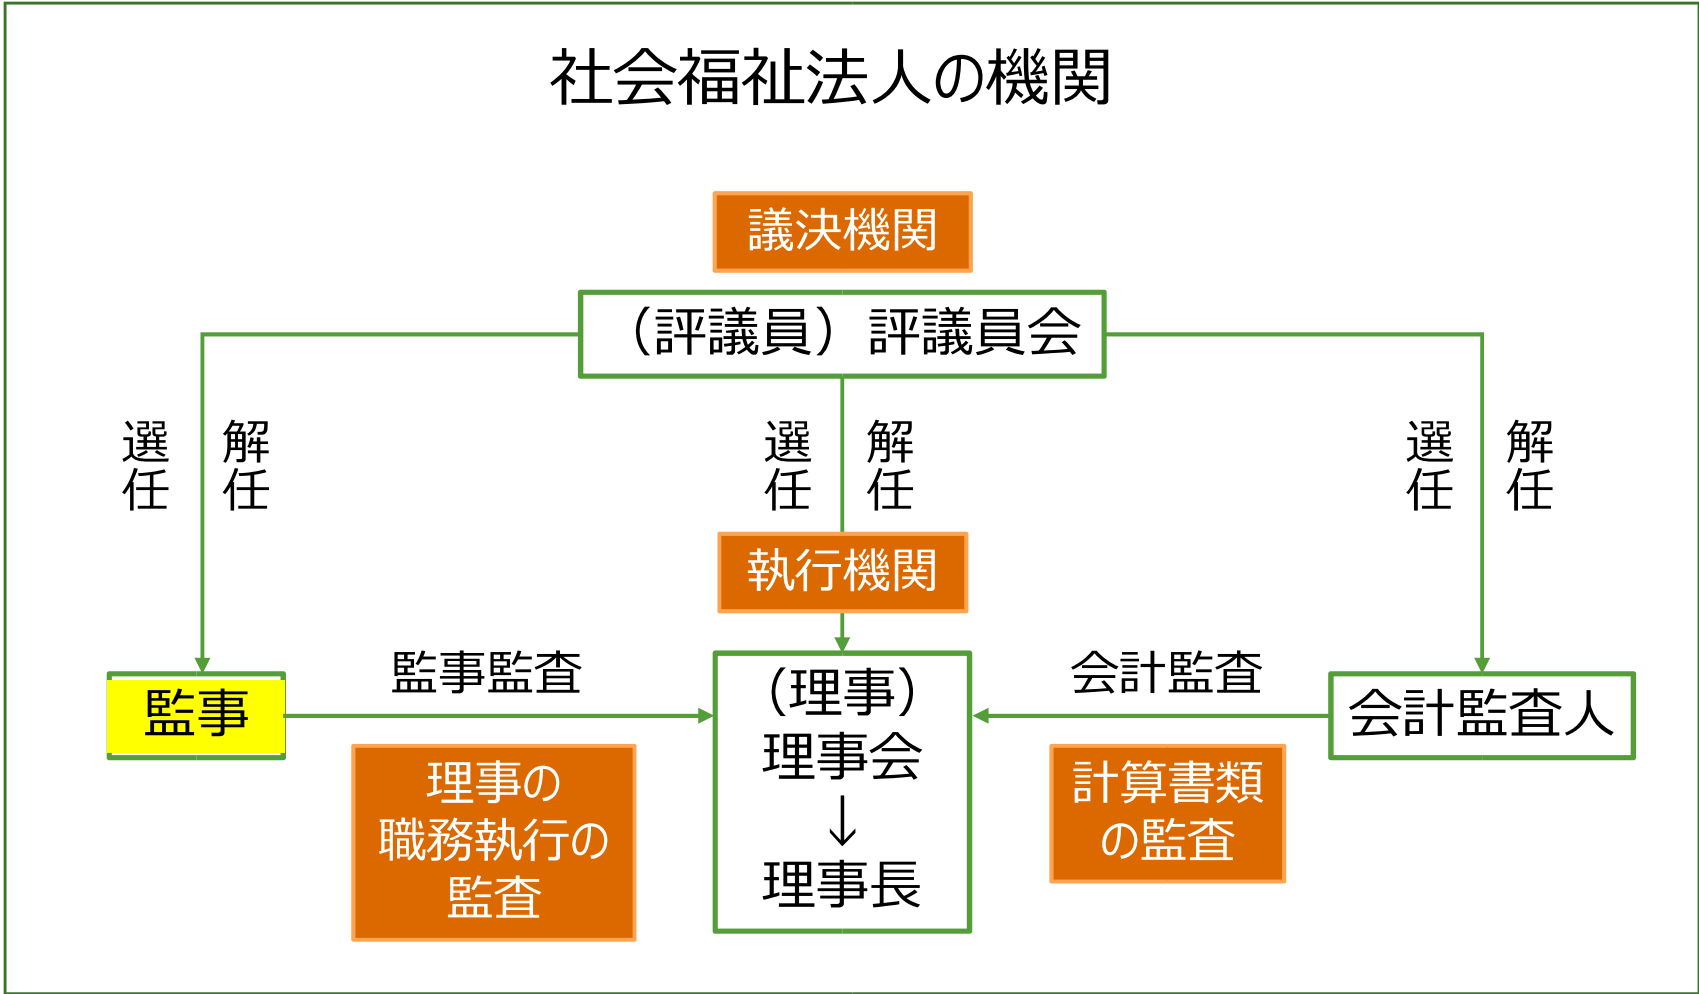 社会福祉法人の機関
議決機関
（評議員）評議員会
選任
解任
選任
解任
選任
解任
執行機関
監事
監事監査
理事の
職務執行の
監査
（理事）
理事会
↓
理事長
会計監査
計算書類
の監査
会計監査人